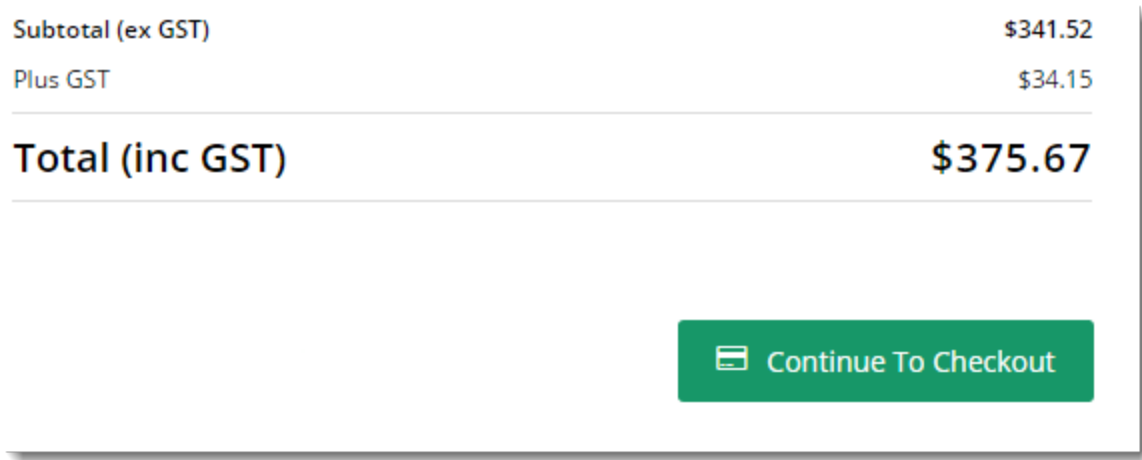 Subtotal (ex GST) $341.52
Plus GST $34.15
Total (inc GST) $375.67
Continue To Checkout